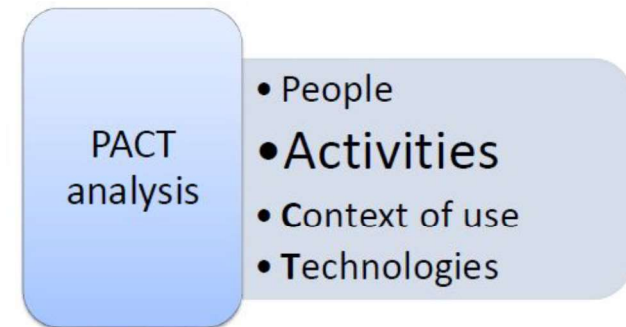 PACT
analysis
• People
•Activities
• Context of use
• Technologies